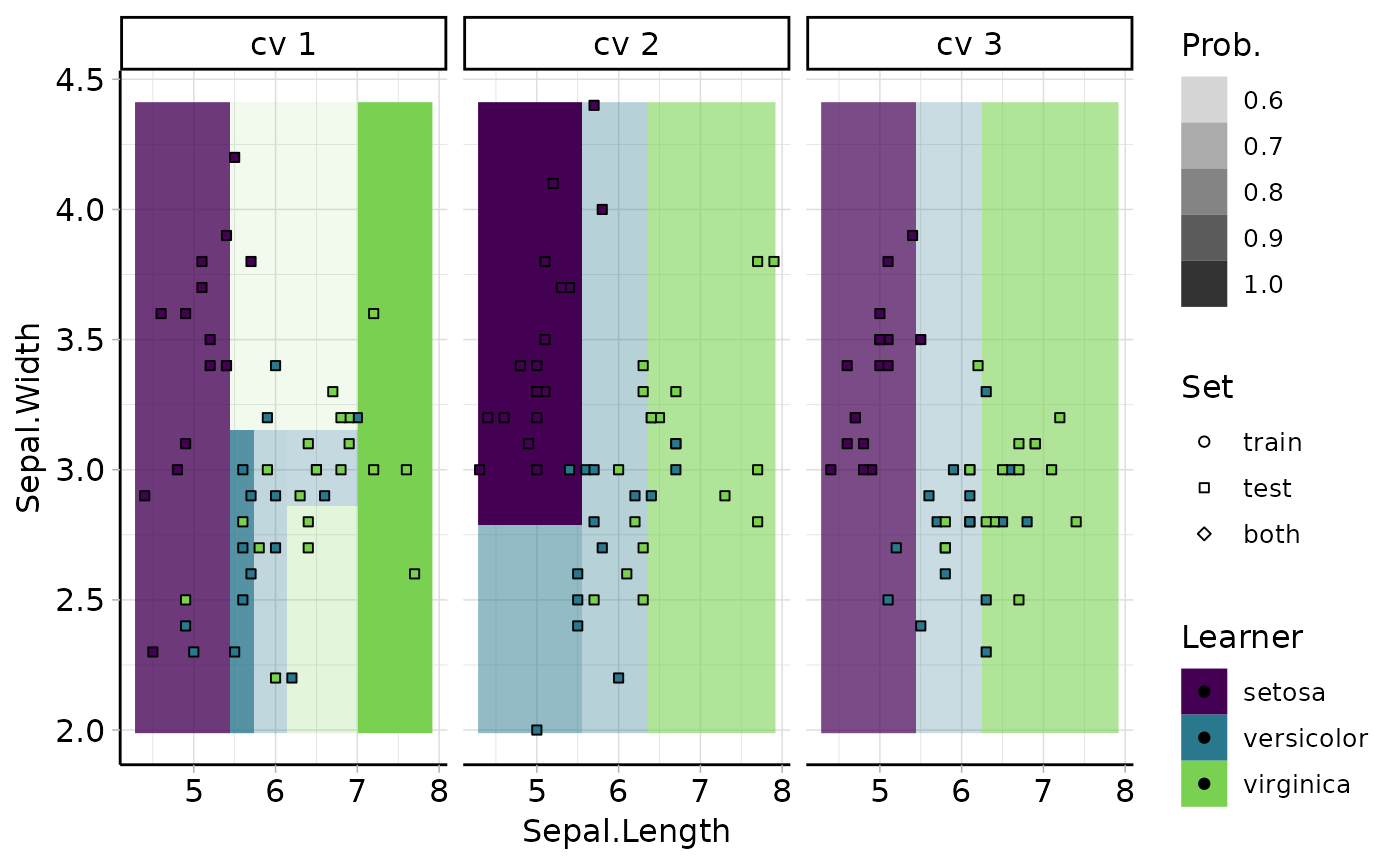 cv 1
cv 2
cv 3
4.5
4.0
3.5
3.0
2.5
2.0
Sepal.Width
5 6 7 8
5 6 7 8
5 6 7 8
Sepal.Length
Prob.
0.6
0.7
0.8
0.9
1.0
Set
train
test
both
Learner
setosa
versicolor
virginica